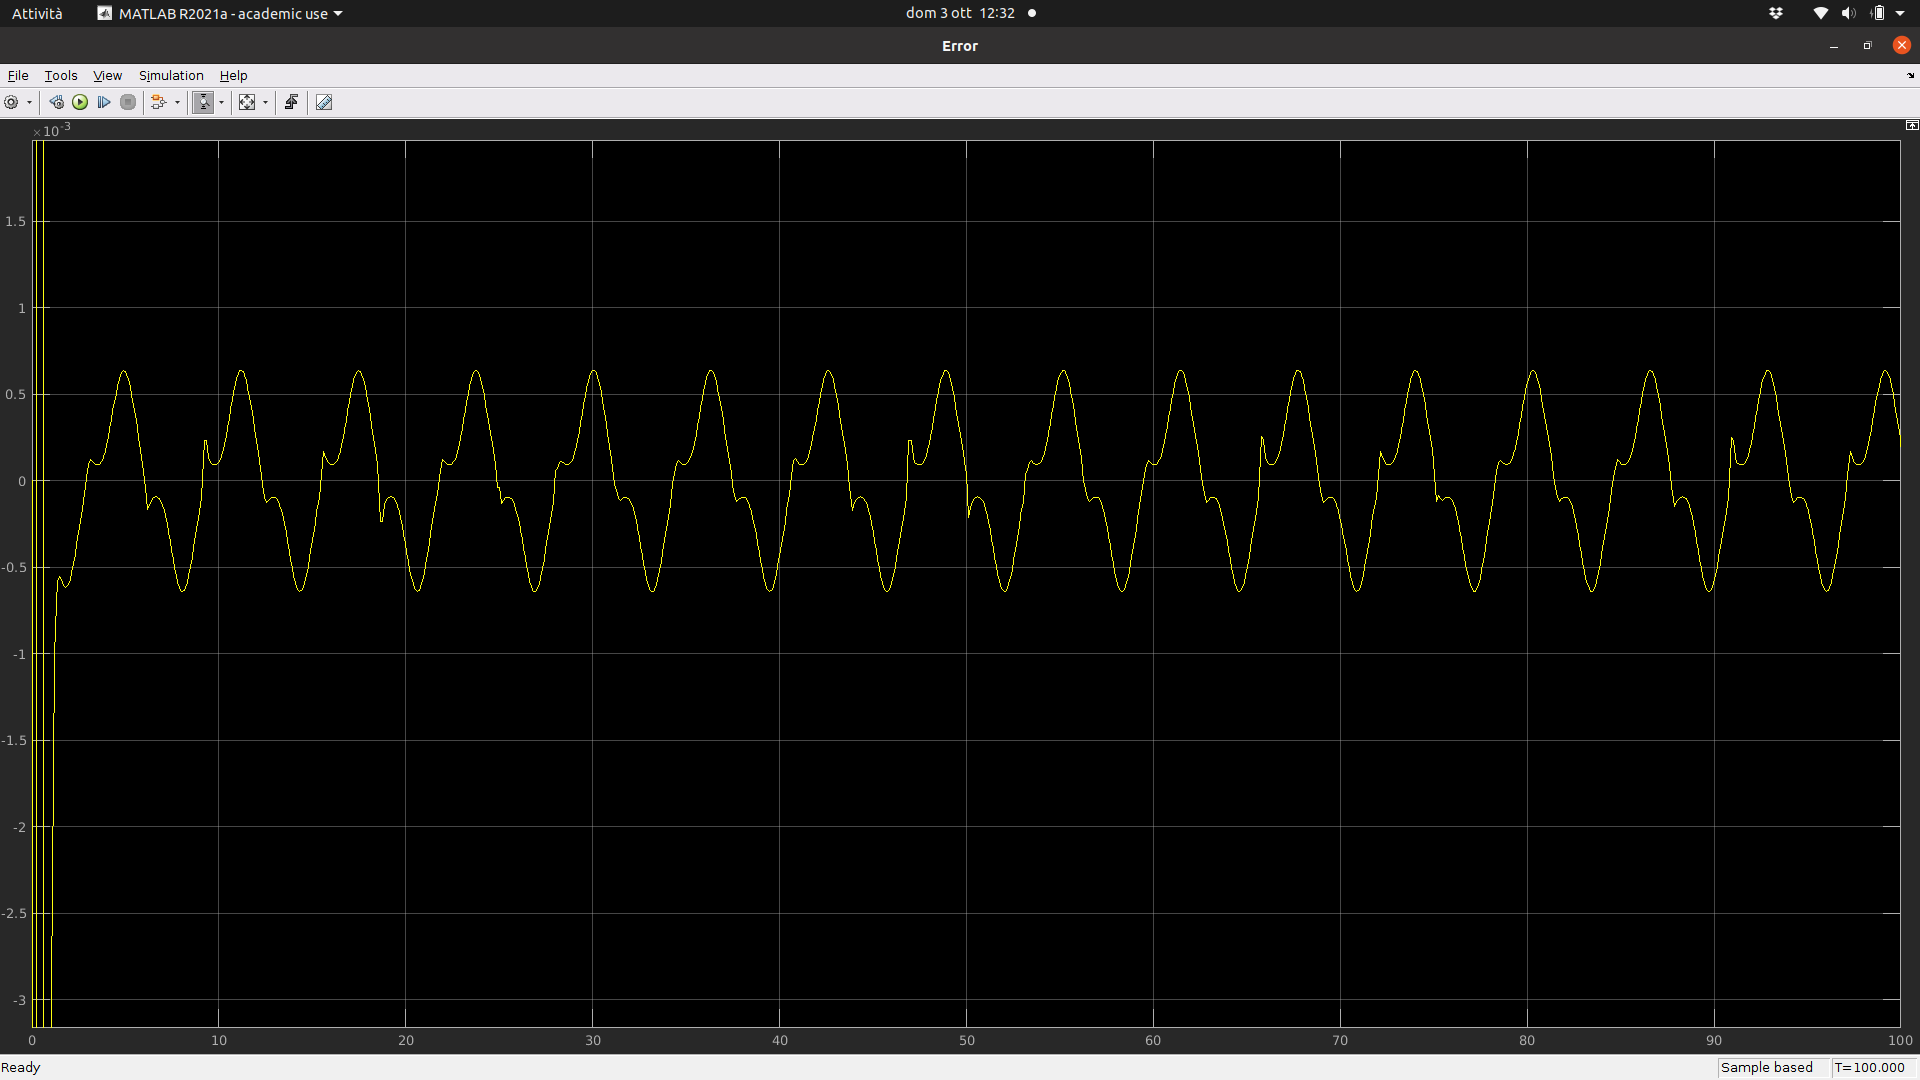 Attività MATLAB R2021a - academic use dom 3 ott 12:32
Error
File Tools View Simulation Help
×10-3
1.5
1
0.5
0
-0.5
-1
-1.5
-2
-2.5
-3
0 10 20 30 40 50 60 70 80 90 100
Ready Sample based T=100.000